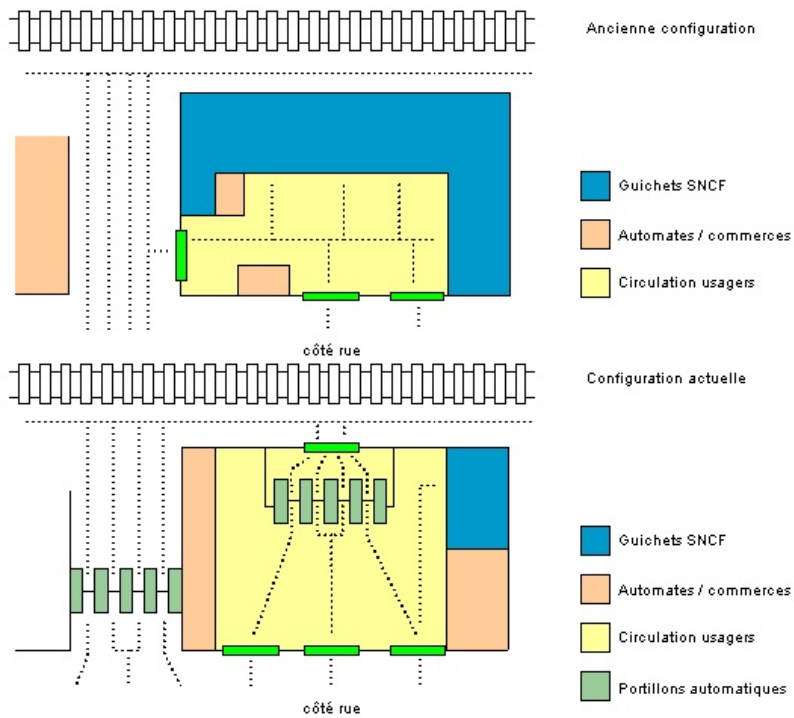 Ancienne configuration
Guichets SNCF
Automates / commerces
Circulation usagers
côté rue
Configuration actuelle
Guichets SNCF
Automates / commerces
Circulation usagers
Portillons automatiques
côté rue